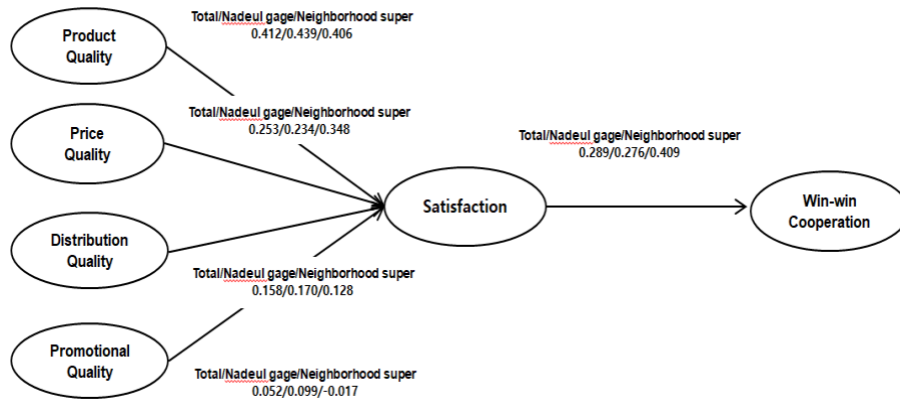 Total/Nadeul gage/Neighborhood super
0.412/0.439/0.406
Product
Quality
Total/Nadeul gage/Neighborhood super
0.253/0.234/0.348
Price
Quality
Total/Nadeul gage/Neighborhood super
0.289/0.276/0.409
Satisfaction
Win-win
Cooperation
Distribution
Quality
Total/Nadeul gage/Neighborhood super
0.158/0.170/0.128
Promotional
Quality
Total/Nadeul gage/Neighborhood super
0.052/0.099/-0.017